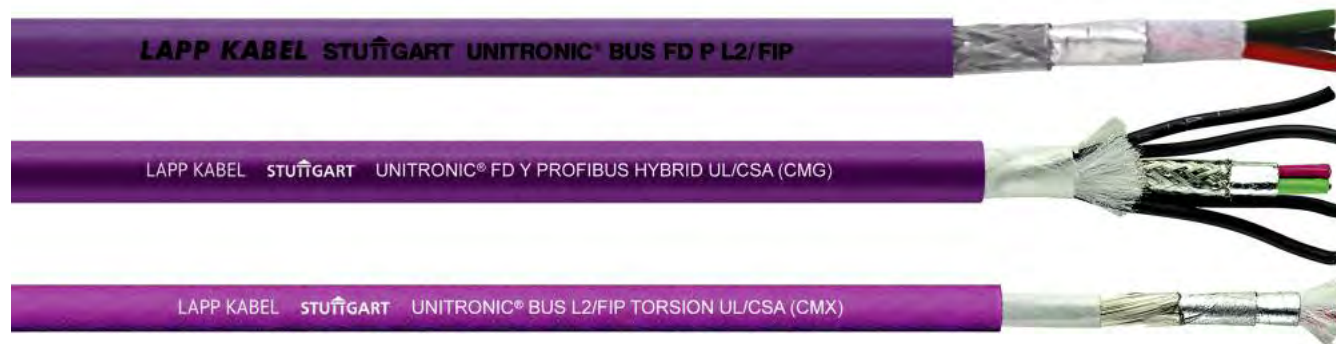 LAPP KABEL STUTTGART UNITRONIC® BUS FD P L2/FIP
LAPP KABEL STUTTGART UNITRONIC® FD Y PROFIBUS HYBRID UL/CSA (CMG)
LAPP KABEL STUTTGART UNITRONIC® BUS L2/FIP TORSION UL/CSA (CMX)